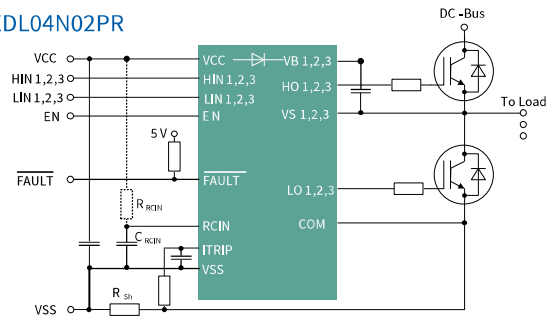 EDL04N02PR
DC -Bus
VCC
VCC
VB 1,2,3
HIN 1,2,3
HIN 1,2,3
HO 1,2,3
LIN 1,2,3
LIN 1,2,3
To Load
EN
EN
VS 1,2,3
5 V
FAULT
FAULT
LO 1,2,3
R RCIN
RCIN
COM
C RCIN
ITRIP
VSS
R Sh
VSS